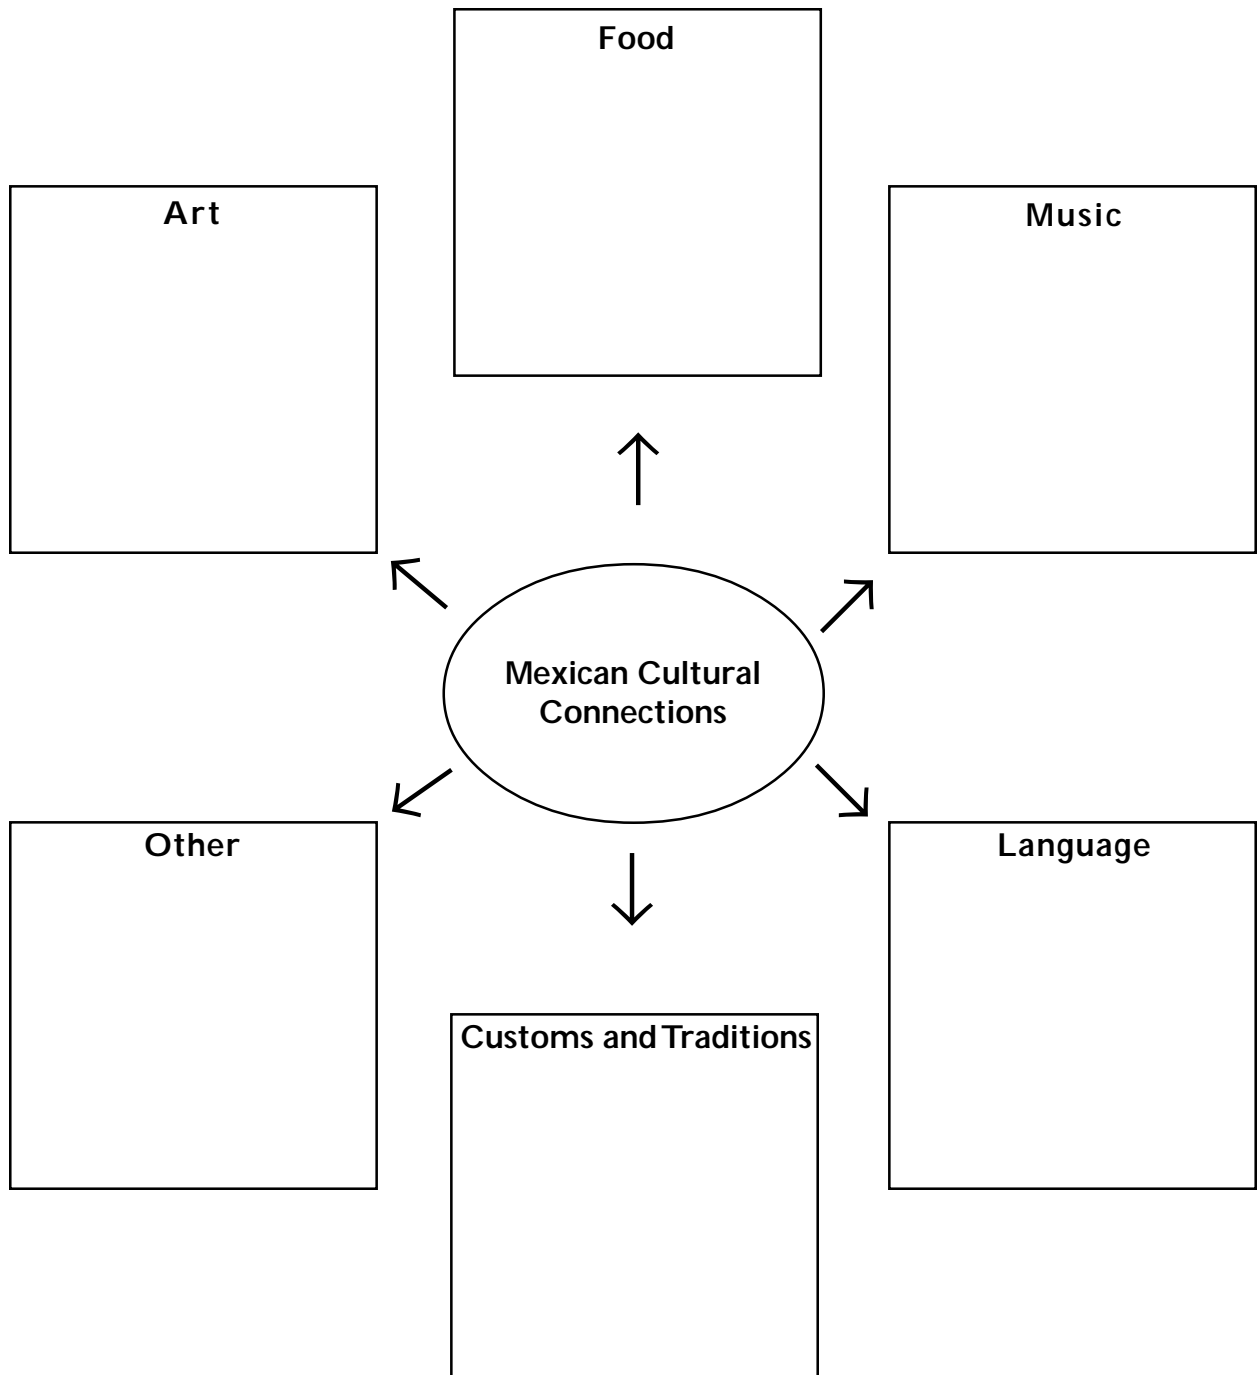 Food
Art
Music
Mexican Cultural
Connections
Other
Language
Customs and Traditions